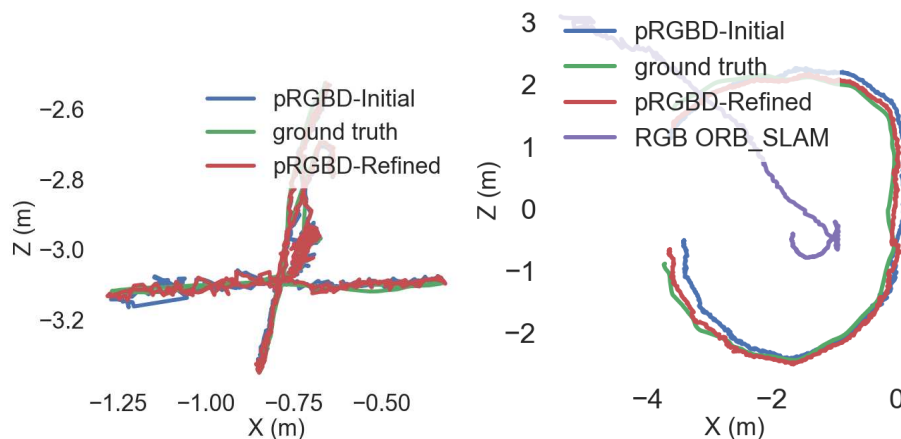 pRGBD-Initial
ground truth
pRGBD-Refined
−2.6
−2.8
−3.0
−3.2
Z (m)
−1.25 −1.00 −0.75 −0.50
X (m)
pRGBD-Initial
ground truth
pRGBD-Refined
RGB ORB_SLAM
3
2
1
0
−1
−2
Z (m)
−4 −2 0
X (m)